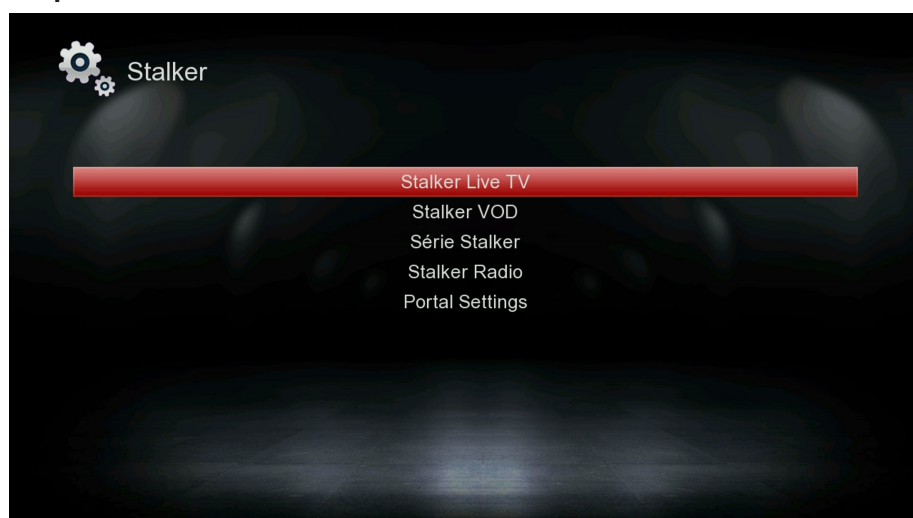 Stalker
Stalker Live TV
Stalker VOD
Série Stalker
Stalker Radio
Portal Settings